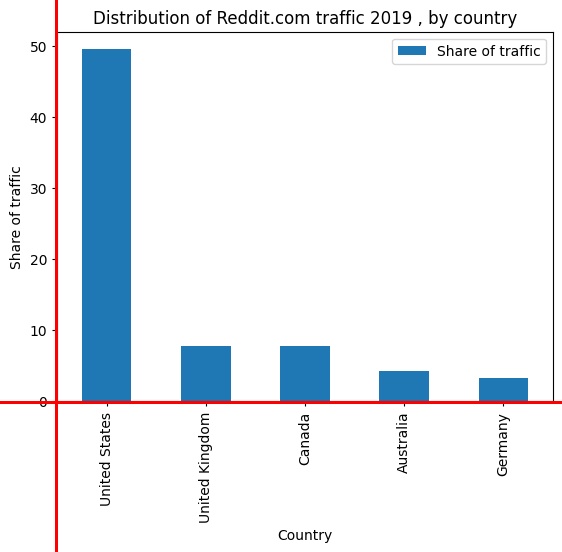 Distribution of Reddit.com traffic 2019 , by country
Share of traffic
Share of traffic
50
40
30
20
10
0
United States
United Kingdom
Canada
Australia
Germany
Country